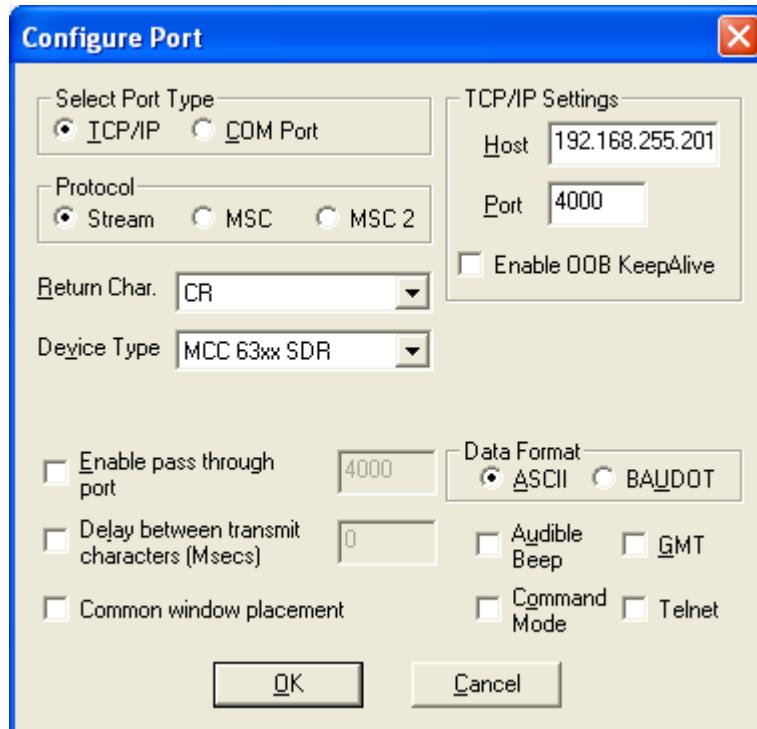 Configure Port
Select Port Type
TCP/IP COM Port
Protocol
Stream MSC MSC 2
Return Char. CR
Device Type MCC 63xx SDR
TCP/IP Settings
Host 192.168.255.201
Port 4000
Enable OOB KeepAlive
Enable pass through
port
4000
Delay between transmit
characters (Msecs)
0
Common window placement
Data Format
ASCII BAUDOT
Audible
Beep
GMT
Command
Mode
Telnet
OK Cancel